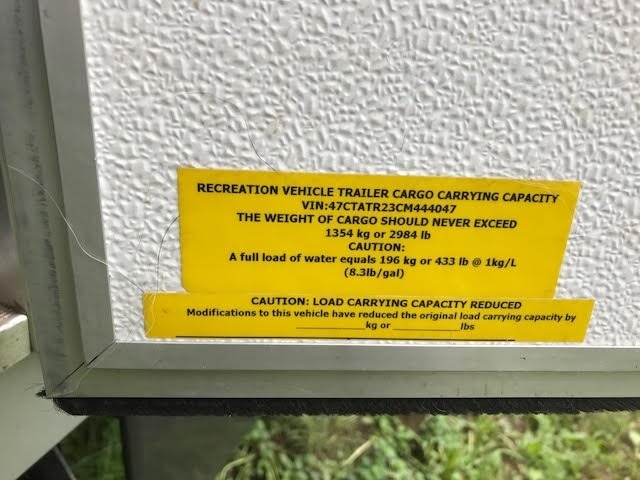 RECREATION VEHICLE TRAILER CARGO CARRYING CAPACITY
VIN:47CTATR23CM444047
THE WEIGHT OF CARGO SHOULD NEVER EXCEED
1354 kg or 2984 lb
CAUTION:
A full load of water equals 196 kg or 433 lb @ 1kg/L
(8.3lb/gal)
CAUTION: LOAD CARRYING CAPACITY REDUCED
Modifications to this vehicle have reduced the original load carrying capacity by
____________kg or ____________lbs